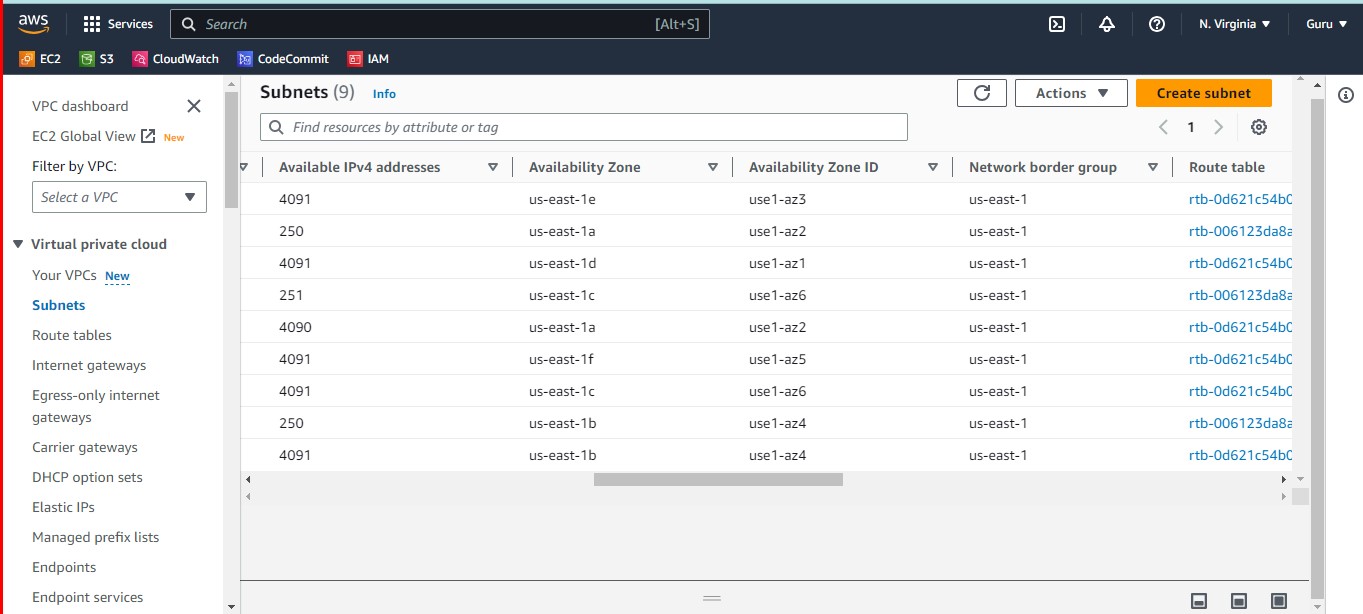 aws Services Search [Alt+S] N. Virginia Guru
EC2 S3 CloudWatch CodeCommit IAM
VPC dashboard
EC2 Global View New
Filter by VPC:
Select a VPC
Virtual private cloud
Your VPCs New
Subnets
Route tables
Internet gateways
Egress-only internet
gateways
Carrier gateways
DHCP option sets
Elastic IPs
Managed prefix lists
Endpoints
Endpoint services
Subnets (9) Info Actions Create subnet
Find resources by attribute or tag 1
Available IPv4 addresses Availability Zone Availability Zone ID Network border group Route table
4091 us-east-1e use1-az3 us-east-1 rtb-0d621c54b0
250 us-east-1a use1-az2 us-east-1 rtb-006123da8a
4091 us-east-1d use1-az1 us-east-1 rtb-0d621c54b0
251 us-east-1c use1-az6 us-east-1 rtb-006123da8a
4090 us-east-1a use1-az2 us-east-1 rtb-0d621c54b0
4091 us-east-1f use1-az5 us-east-1 rtb-0d621c54b0
4091 us-east-1c use1-az6 us-east-1 rtb-0d621c54b0
250 us-east-1b use1-az4 us-east-1 rtb-006123da8a
4091 us-east-1b use1-az4 us-east-1 rtb-0d621c54b0